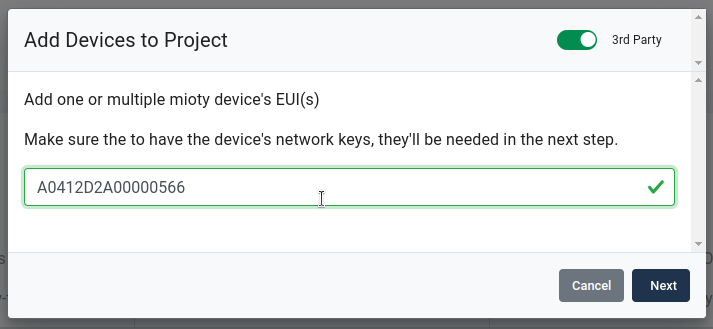 Add Devices to Project
3rd Party
Add one or multiple mioty device's EUI(s)
Make sure the to have the device's network keys, they'll be needed in the next step.
A0412D2A00000566
Cancel
Next